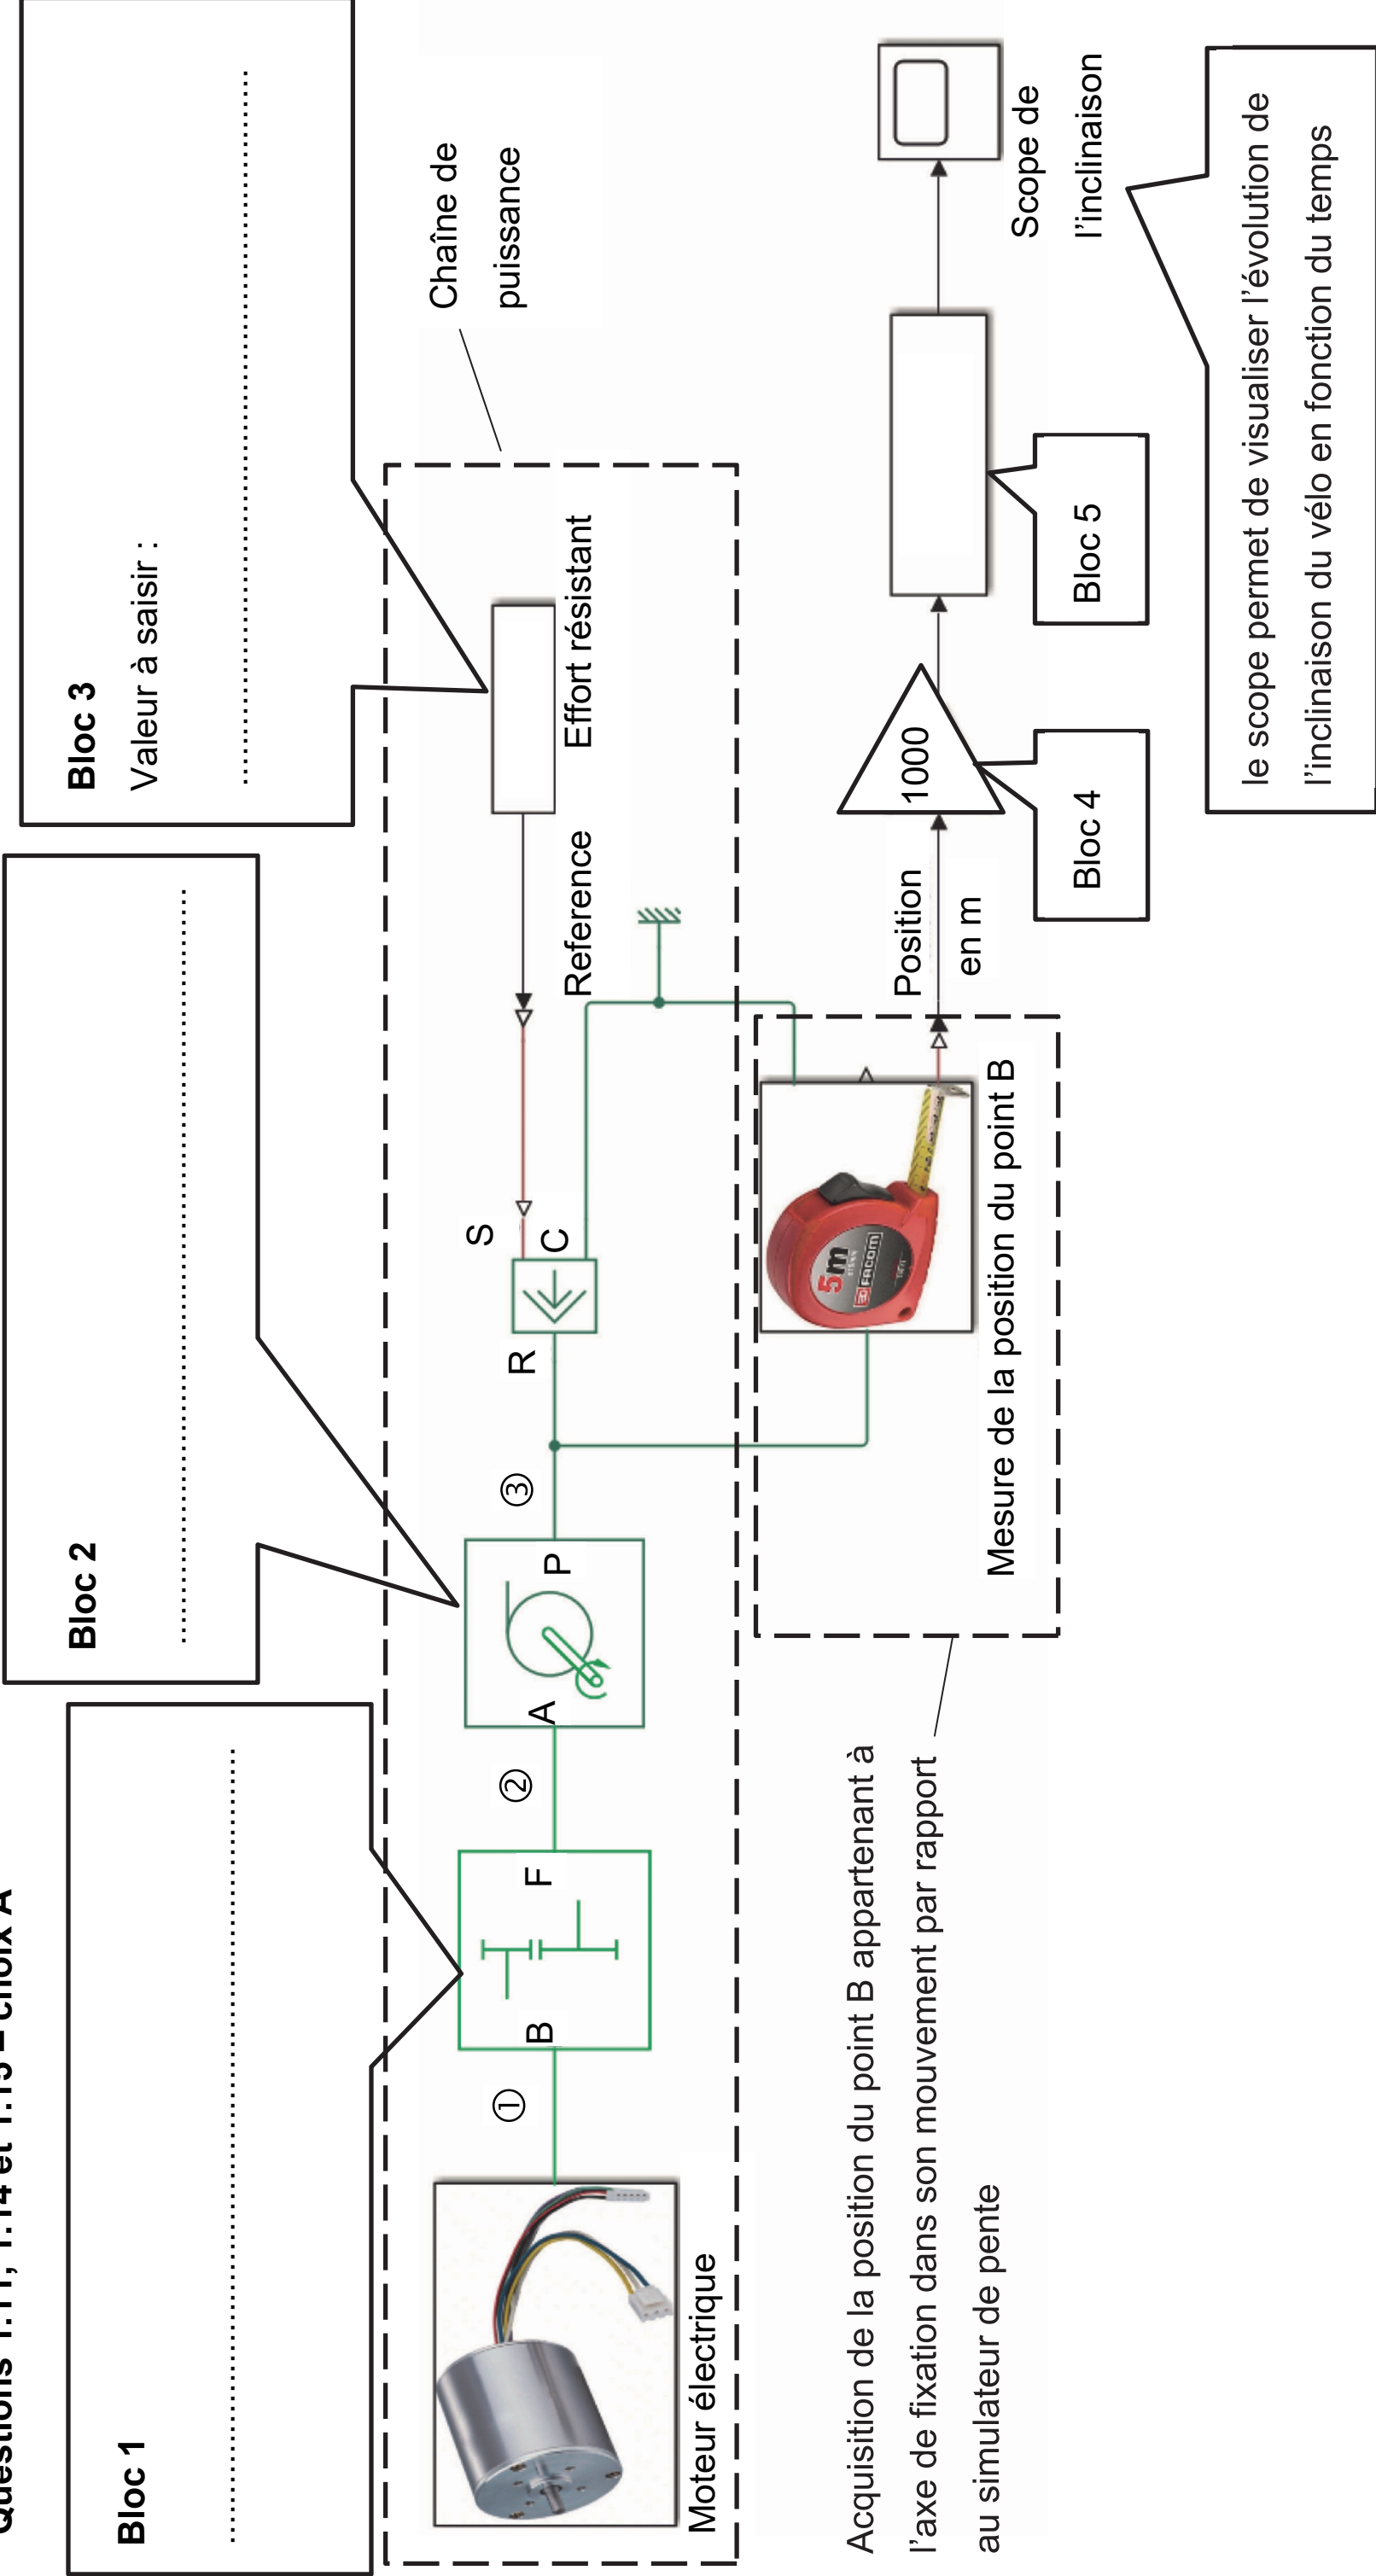 Questions 1.11, 1.14 et 1.15 – choix A
Bloc 1
Bloc 2
Bloc 3
Valeur à saisir :
Chaîne de
puissance
①
B
F
②
A
P
③
R
S
C
Reference
Effort résistant
Moteur électrique
5m
FACOM
Mesure de la position du point B
Position
en m
1000
Bloc 4
Bloc 5
Scope de
l'inclinaison
Acquisition de la position du point B appartenant à
l'axe de fixation dans son mouvement par rapport
au simulateur de pente
le scope permet de visualiser l'évolution de
l'inclinaison du vélo en fonction du temps